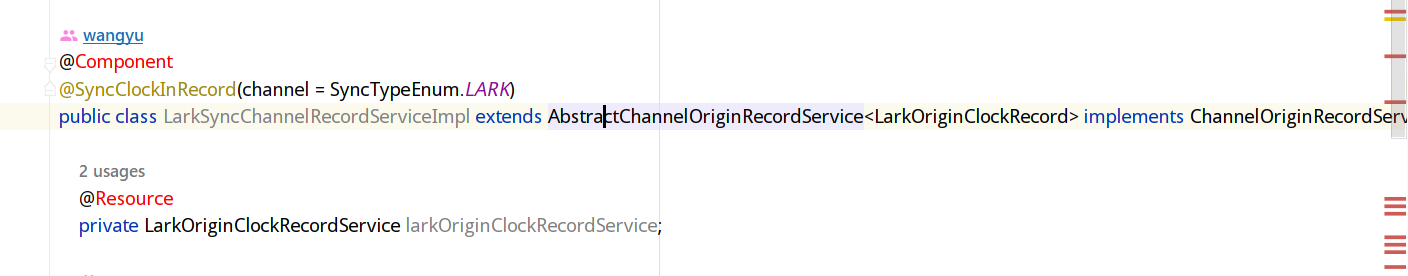 wangyu
@Component
@SyncClockInRecord(channel = SyncTypeEnum.LARK)
public class LarkSyncChannelRecordServiceImpl extends AbstractChannelOriginRecordService<LarkOriginClockRecord> implements ChannelOriginRecordServ
2 usages
@Resource
private LarkOriginClockRecordService larkOriginClockRecordService;